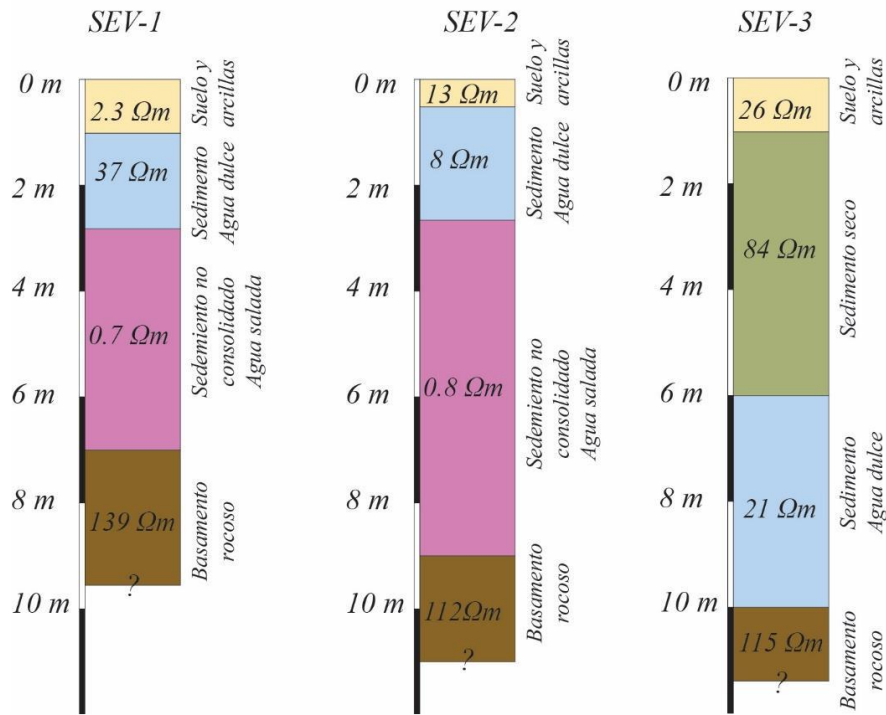 SEV-1
0 m
2 m
4 m
6 m
8 m
10 m
2.3 Ωm
37 Ωm
0.7 Ωm
139 Ωm
?
Suelo y
arcillas
Sedimento
Agua dulce
Sedemiento no
consolidado
Agua salada
Basamento
rocoso
SEV-2
0 m
2 m
4 m
6 m
8 m
10 m
13 Ωm
8 Ωm
0.8 Ωm
112Ωm
?
Suelo y
arcillas
Sedimento
Agua dulce
Sedemiento no
consolidado
Agua salada
Basamento
rocoso
SEV-3
0 m
2 m
4 m
6 m
8 m
10 m
26 Ωm
84 Ωm
21 Ωm
115 Ωm
?
Suelo y
arcillas
Sedimento seco
Sedimento
Agua dulce
Basamento
rocoso